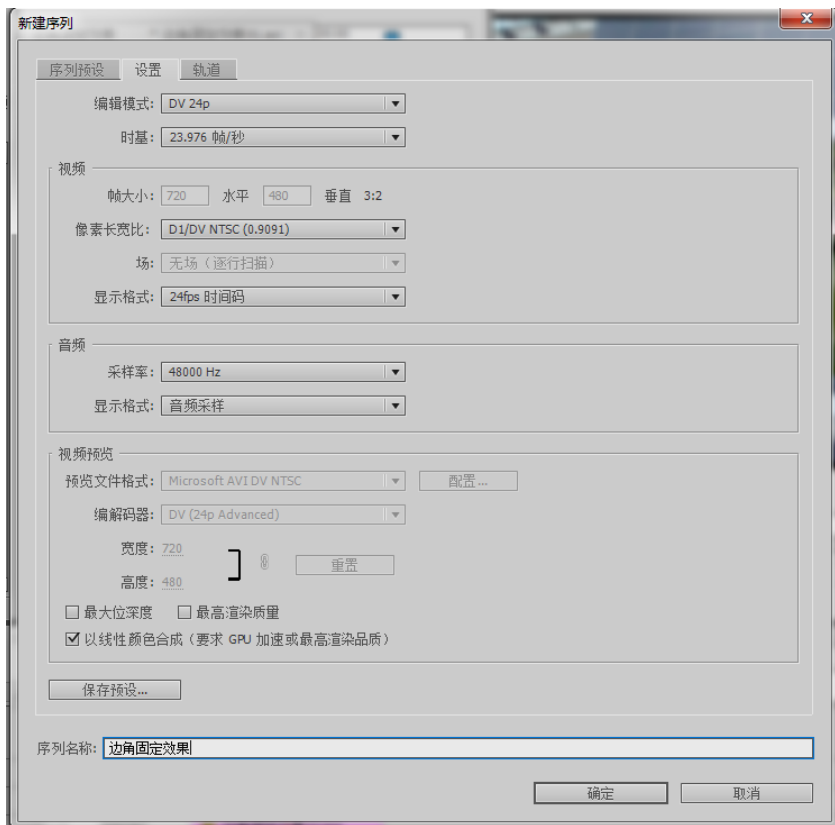 新建序列
序列预设 设置 轨道
编辑模式: DV 24p
时基: 23.976 帧/秒
视频
帧大小: 720 水平 480 垂直 3:2
像素长宽比: D1/DV NTSC (0.9091)
场: 无场（逐行扫描）
显示格式: 24fps 时间码
音频
采样率: 48000 Hz
显示格式: 音频采样
视频预览
预览文件格式: Microsoft AVI DV NTSC 配置...
编解码器: DV (24p Advanced)
宽度: 720
重置
高度: 480
最大位深度 最高渲染质量
以线性颜色合成（要求 GPU 加速或最高渲染品质）
保存预设...
序列名称: 边角固定效果
确定 取消